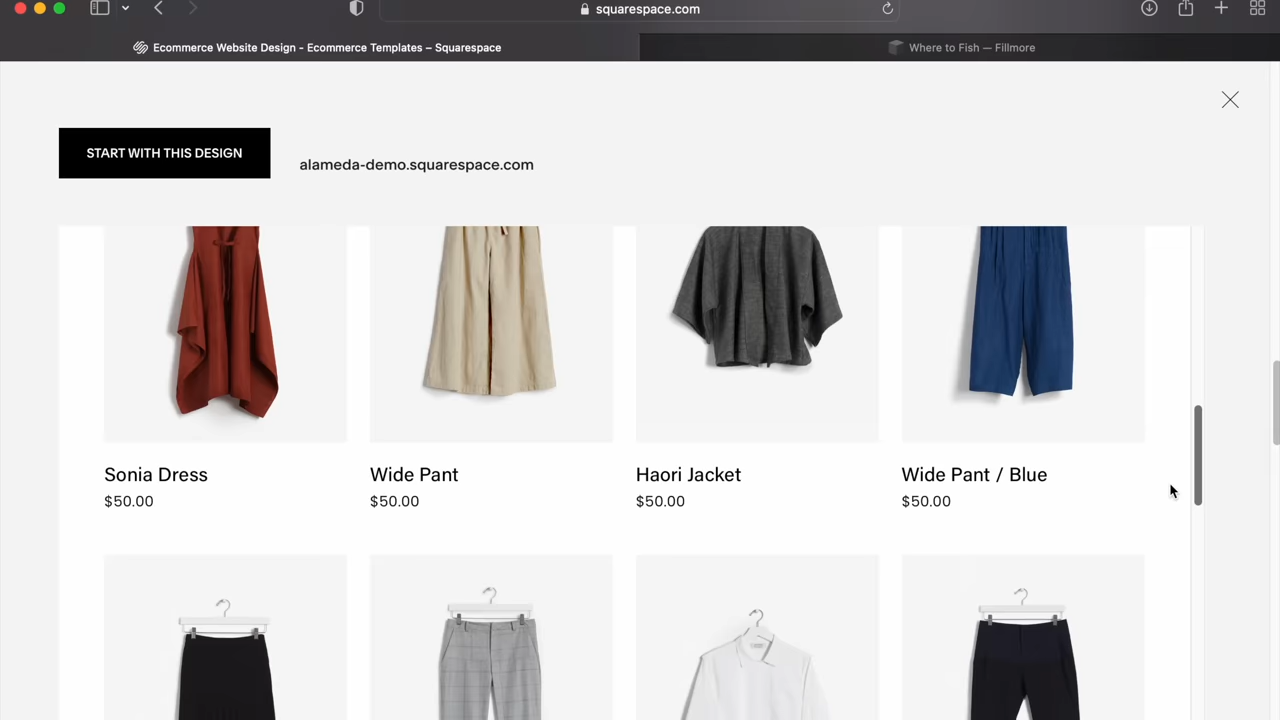 squarespace.com
Ecommerce Website Design - Ecommerce Templates – Squarespace
Where to Fish — Fillmore
START WITH THIS DESIGN
alameda-demo.squarespace.com
Sonia Dress
$50.00
Wide Pant
$50.00
Haori Jacket
$50.00
Wide Pant / Blue
$50.00